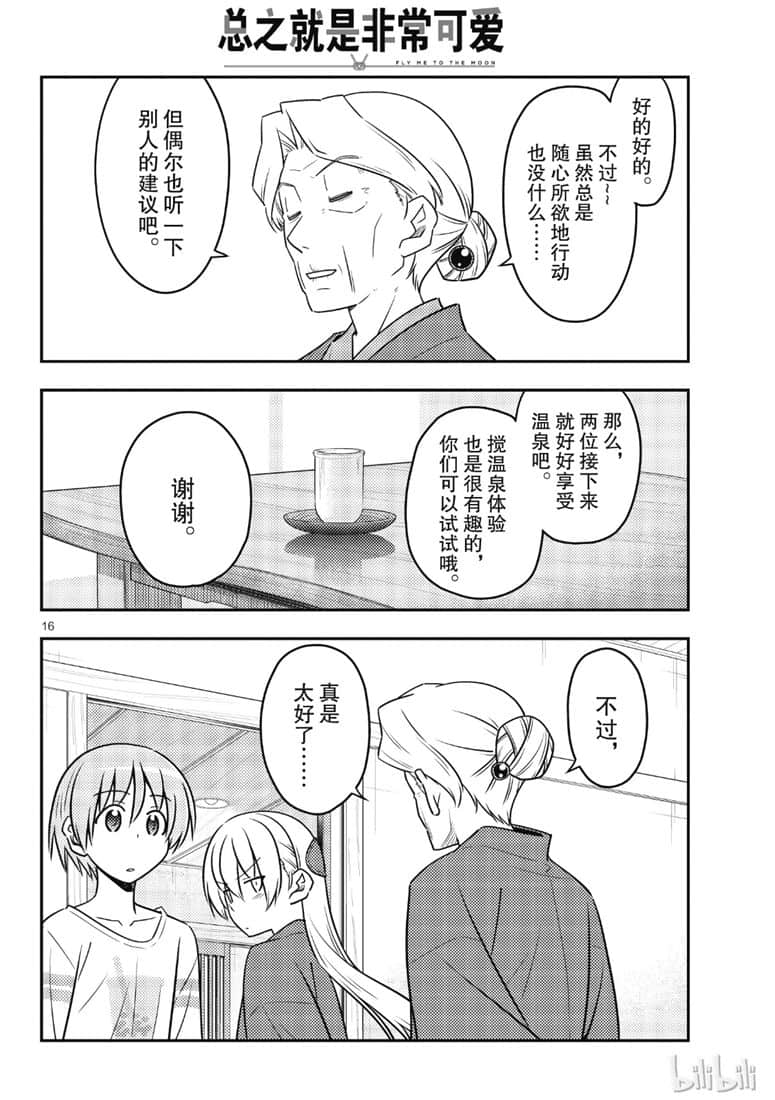 总之就是非常可爱
FLY ME TO THE MOON
好的好的。
不过~~
虽然总是
随心所欲地行动
也没什么……
但偶尔也听一下
别人的建议吧。
那么，
两位接下来
就好好享受
温泉吧。
搅温泉体验
也是很有趣的，
你们可以试试哦。
谢谢。
16
不过，
真是
太好了……
bilibili